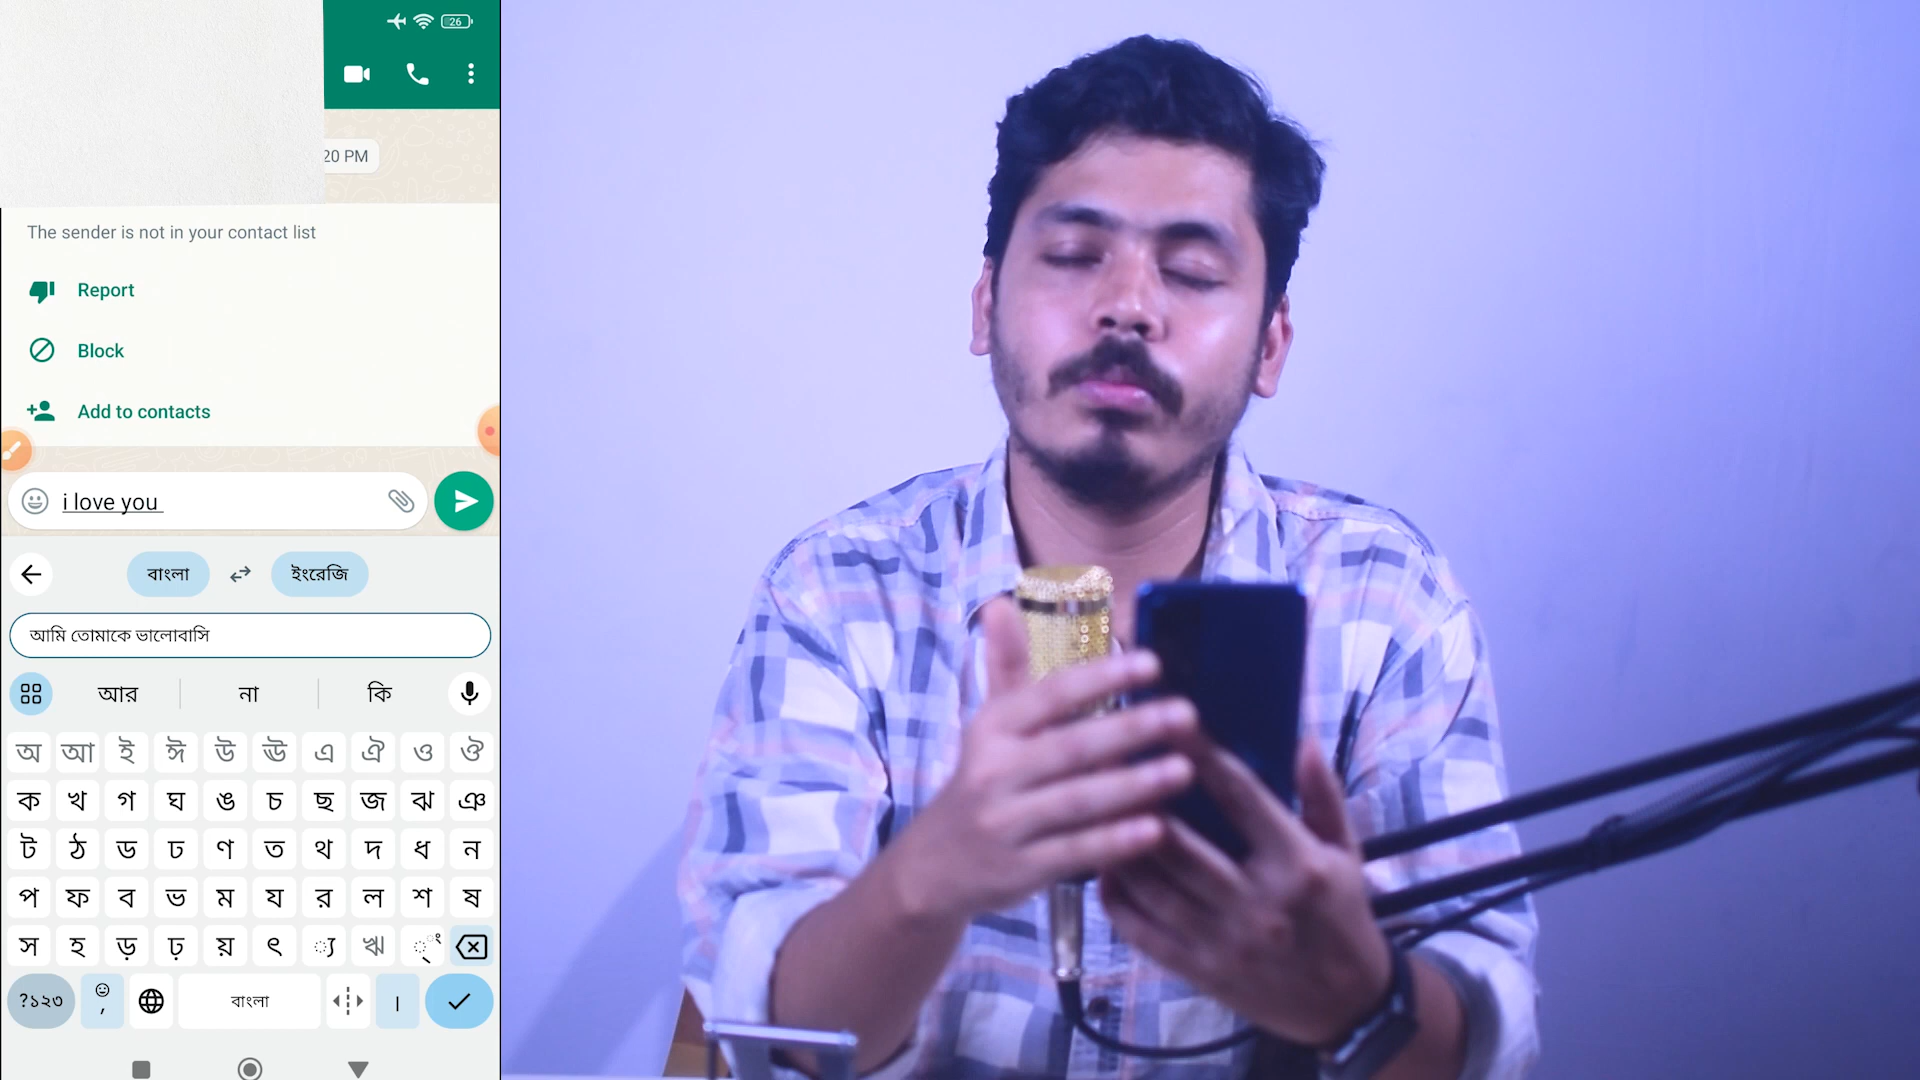 26
20 PM
The sender is not in your contact list
Report
Block
Add to contacts
i love you
বাংলা
ইংরেজি
আমি তোমাকে ভালোবাসি
আর না কি
অ আ ই ঈ উ ঊ এ ঐ ও ঔ
ক খ গ ঘ ঙ চ ছ জ ঝ ঞ
ট ঠ ড ঢ ণ ত থ দ ধ ন
প ফ ব ভ ম য র ল শ ষ
স হ ড় ঢ় য় ৎ ্য ঋ ্ ং
?১২৩ , বাংলা ।